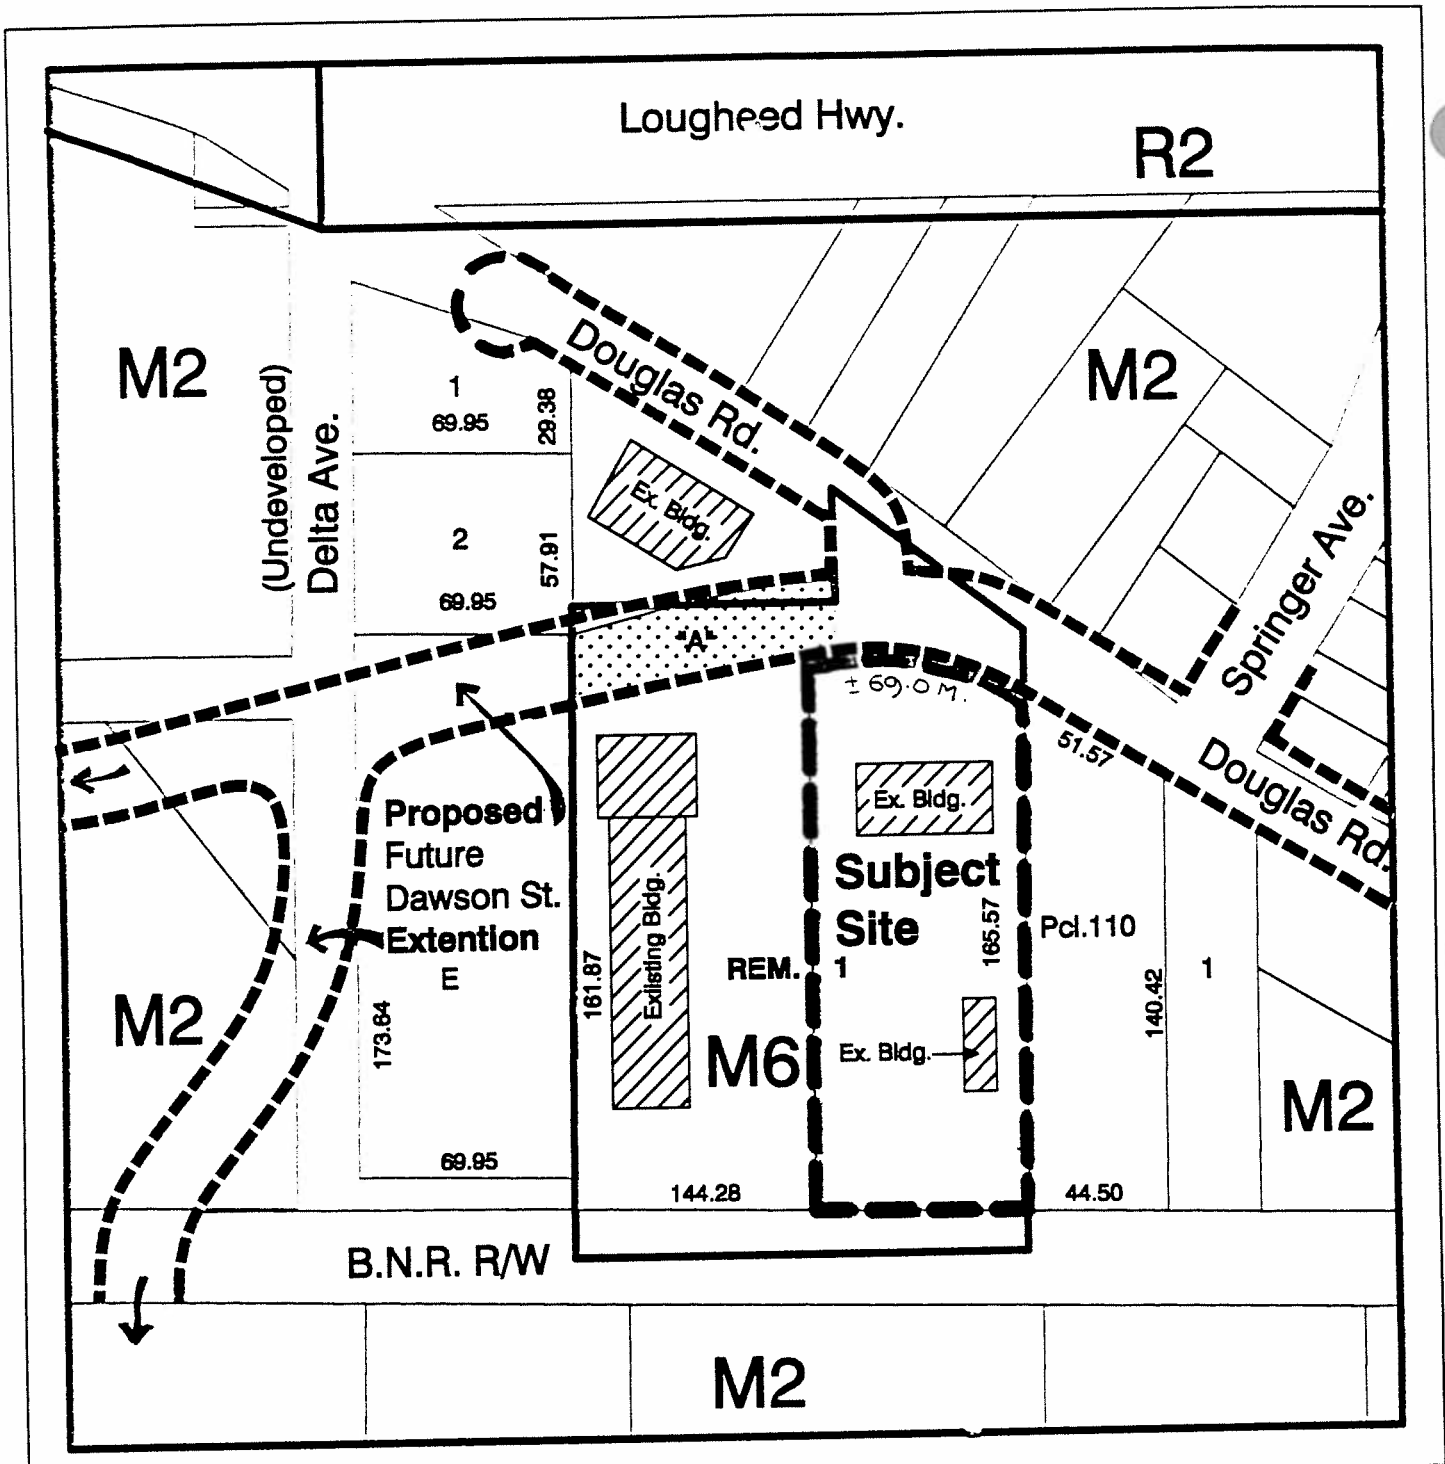 Lougheed Hwy.
R2
M2
(Undeveloped)
Delta Ave.
1
69.95
29.38
Douglas Rd.
M2
Ex. Bldg.
2
57.91
69.95
Springer Ave.
"A"
± 69.0 M.
51.57
Douglas Rd.
Proposed
Future
Dawson St.
Extention
E
Ex. Bldg.
Subject
Site
Exiisting Bldg.
161.87
REM. 1
165.57
Pcl.110
1
140.42
M2
173.64
M6
Ex. Bldg.
M2
69.95
144.28
44.50
B.N.R. R/W
M2